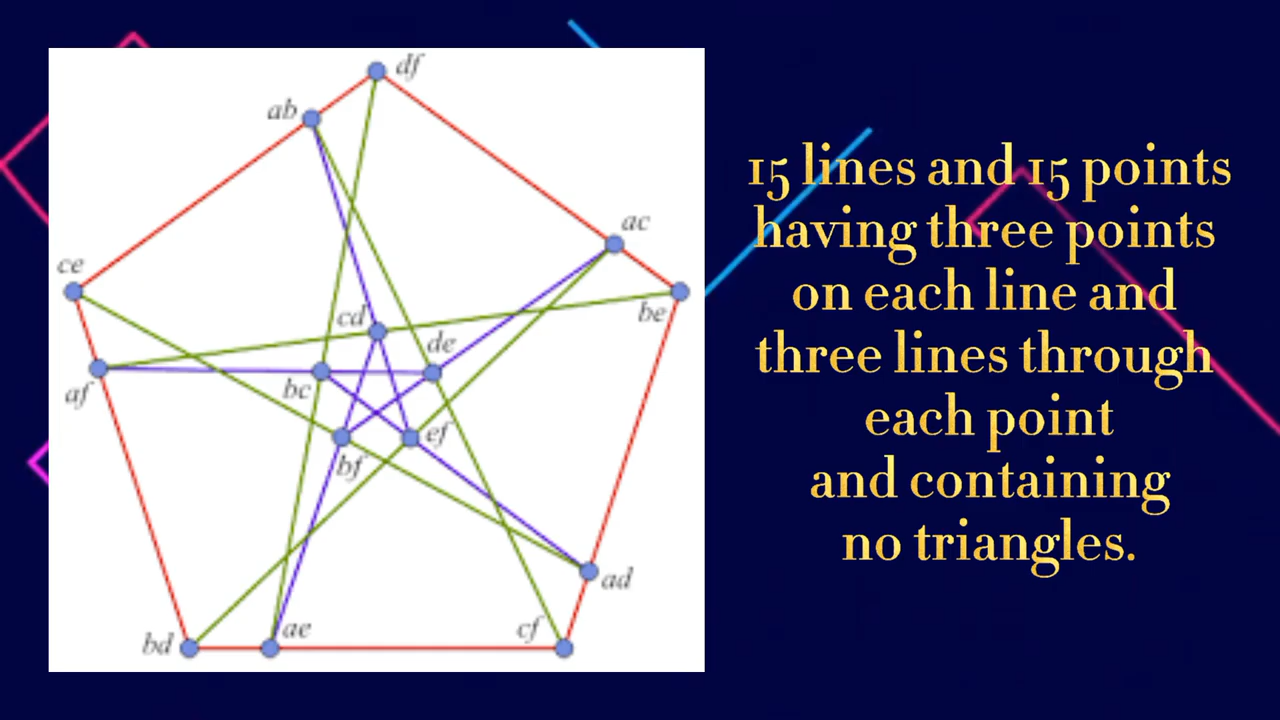 df
ab
ac
ce
be
cd
de
af
bc
ef
bf
ad
bd
ae
cf
15 lines and 15 points
having three points
on each line and
three lines through
each point
and containing
no triangles.